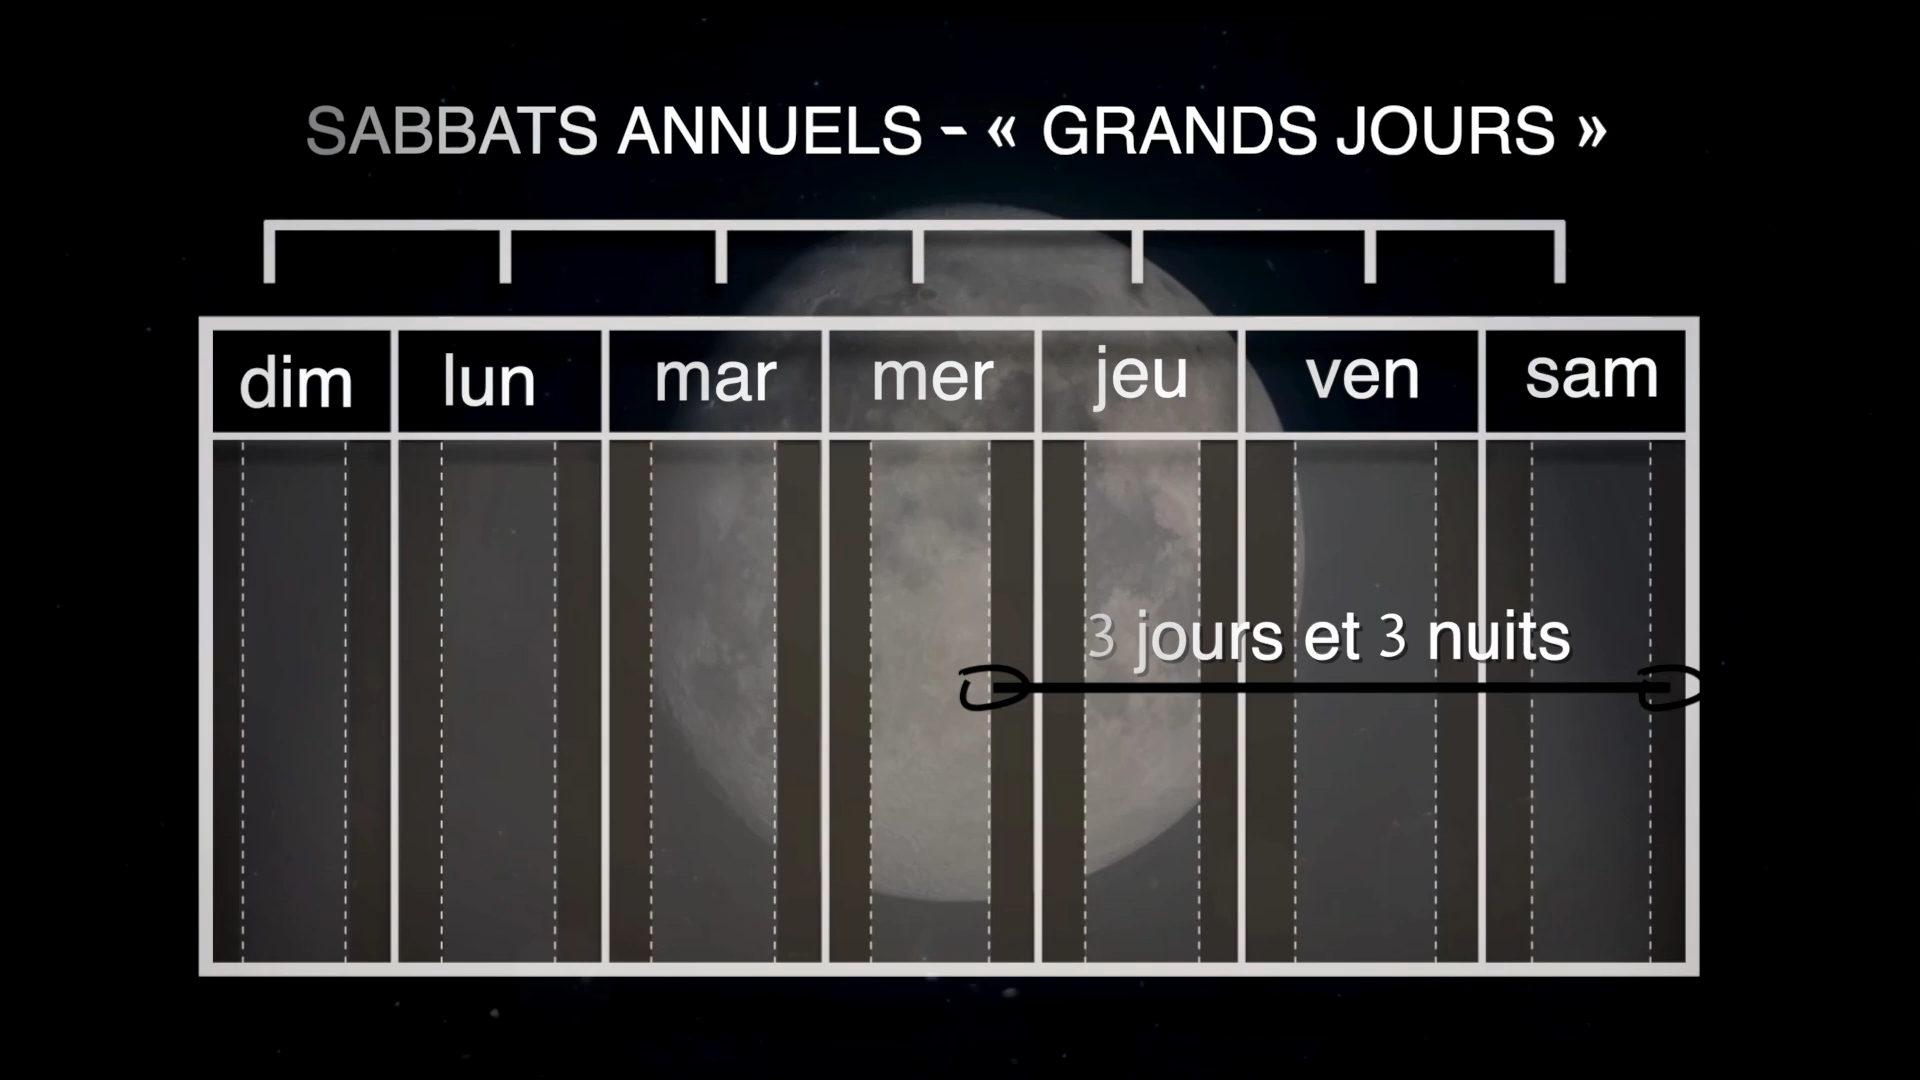 SABBATS ANNUELS - « GRANDS JOURS »
dim lun mar mer jeu ven sam
3 jours et 3 nuits